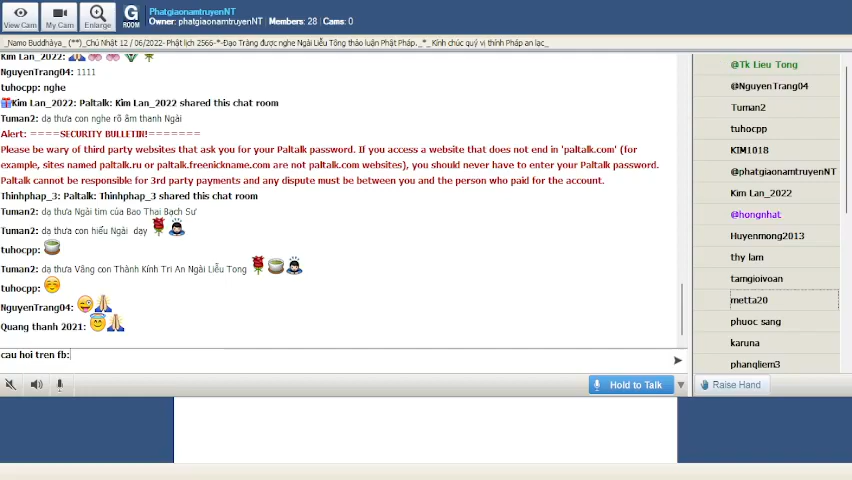 View Cam
My Cam
Enlarge
G
ROOM
PhatgiaonamtruyenNT
Owner: phatgiaonamtruyenNT | Members: 28 | Cams: 0
_Namo Buddhàya_ (**)_Chủ Nhật 12 / 06/2022- Phật lịch 2566-*-Đạo Tràng được nghe Ngài Liễu Tông thảo luận Phật Pháp. _*_ Kính chúc quý vị thính Pháp an lạc_
Kim Lan_2022:
NguyenTrang04: 1111
tuhocpp: nghe
Kim Lan_2022: Paltalk: Kim Lan_2022 shared this chat room
Tuman2: dạ thưa con nghe rõ âm thanh Ngài
Alert: ====SECURITY BULLETIN!=======
Please be wary of third party websites that ask you for your Paltalk password. If you access a website that does not end in 'paltalk.com' (for
example, sites named paltalk.ru or paltalk.freenickname.com are not paltalk.com websites), you should never have to enter your Paltalk password.
Paltalk cannot be responsible for 3rd party payments and any dispute must be between you and the person who paid for the account.
Thinhphap_3: Paltalk: Thinhphap_3 shared this chat room
Tuman2: dạ thưa Ngài tim của Bao Thai Bạch Sư
Tuman2: dạ thưa con hiểu Ngài dạy
tuhocpp:
Tuman2: dạ thưa Vâng con Thành Kính Tri An Ngài Liễu Tong
tuhocpp:
NguyenTrang04:
Quang thanh 2021:
cau hoi tren fb:
Hold to Talk
@Tk Lieu Tong
@NguyenTrang04
Tuman2
tuhocpp
KIM1018
@phatgiaonamtruyenNT
Kim Lan_2022
@hongnhat
Huyenmong2013
thy lam
tamgioivoan
metta20
phuoc sang
karuna
phanqliem3
Raise Hand